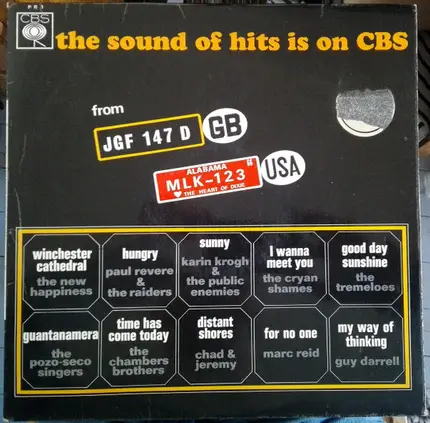 PR 3
CBS
the sound of hits is on CBS
from
JGF 147 D
GB
ALABAMA
MLK-123
THE HEART OF DIXIE
USA
winchester
cathedral
the new
happiness
hungry
paul revere
&
the raiders
sunny
karin krogh
&
the public
enemies
I wanna
meet you
the cryan
shames
good day
sunshine
the
tremeloes
guantanamera
the
pozo-seco
singers
time has
come today
the
chambers
brothers
distant
shores
chad &
jeremy
for no one
marc reid
my way of
thinking
guy darrell